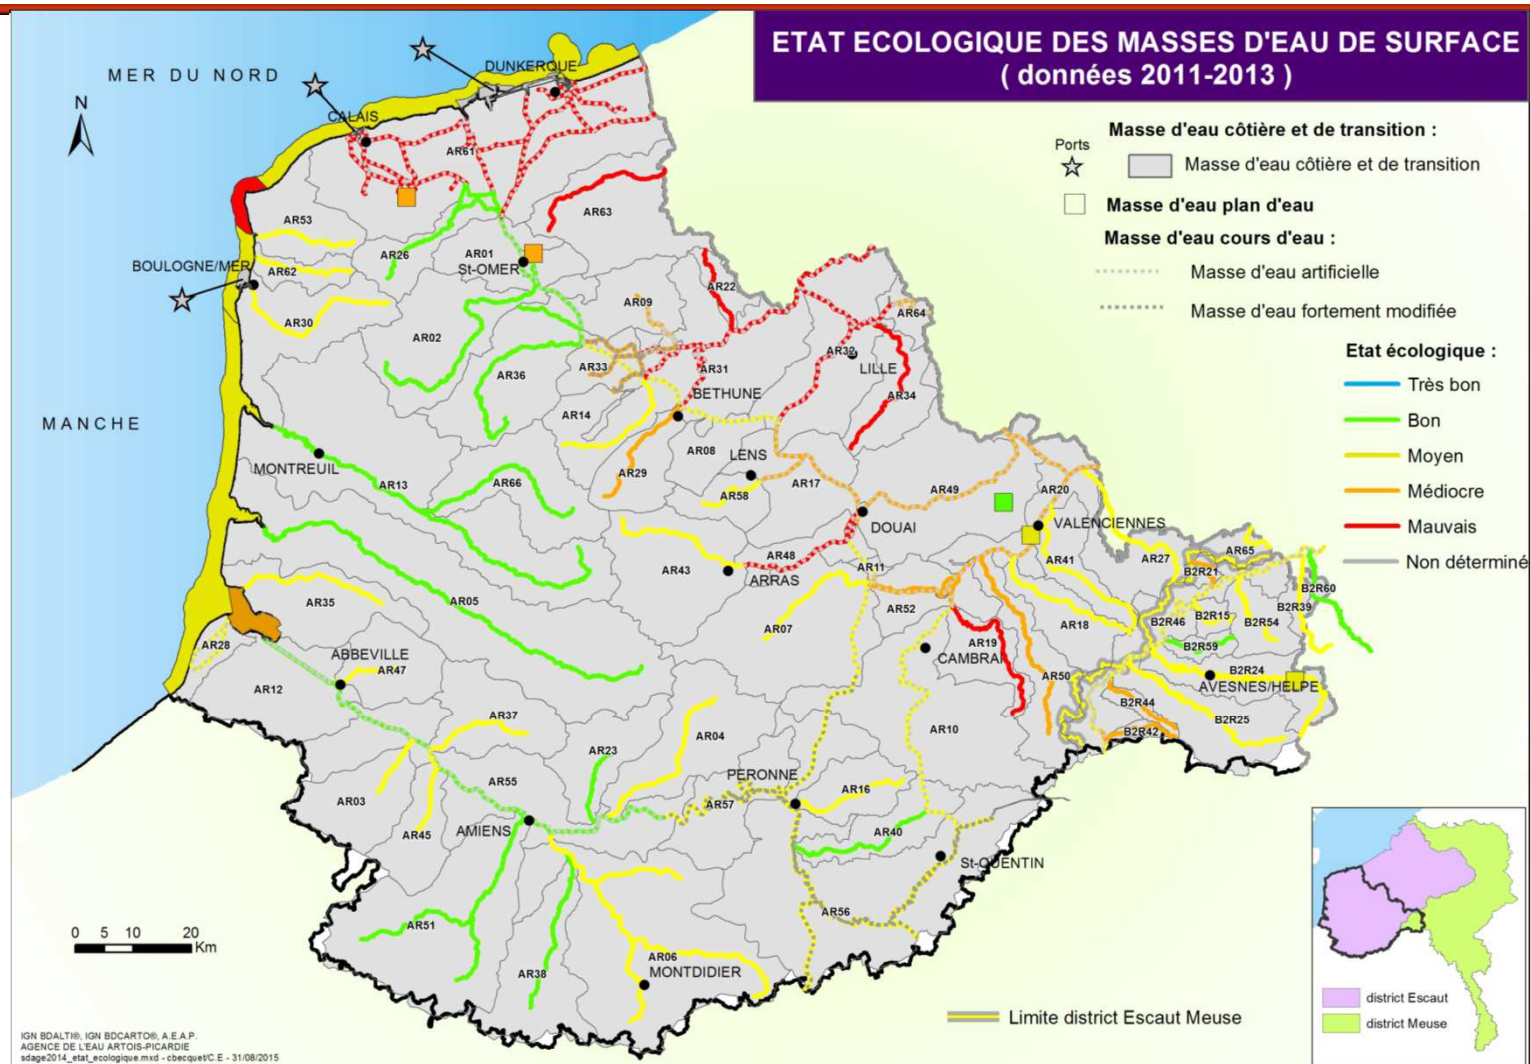 ETAT ECOLOGIQUE DES MASSES D'EAU DE SURFACE
( données 2011-2013 )
MER DU NORD
N
DUNKERQUE
CALAIS
AR61
AR53
AR63
AR26
AR01
St-OMER
BOULOGNE/MER
AR62
AR22
AR30
AR09
AR64
AR02
AR32
LILLE
AR33
AR31
AR36
BETHUNE
AR34
AR14
MANCHE
MONTREUIL
AR08
LENS
AR29
AR13
AR66
AR58
AR17
AR49
AR20
DOUAI
VALENCIENNES
AR48
AR43
ARRAS
AR11
AR41
AR27
AR65
B2R21
B2R60
AR35
AR05
AR52
B2R39
AR07
AR18
B2R46
B2R15
B2R54
AR28
AR19
B2R59
ABBEVILLE
CAMBRAI
AR47
B2R24
AR12
AR50
AVESNES/HELPE
B2R44
AR37
B2R25
AR04
AR10
B2R42
AR23
PERONNE
AR55
AR16
AR03
AR57
AR45
AMIENS
AR40
St-QUENTIN
AR56
AR51
AR06
AR38
MONTDIDIER
Masse d'eau côtière et de transition :
Ports
Masse d'eau côtière et de transition
Masse d'eau plan d'eau
Masse d'eau cours d'eau :
Masse d'eau artificielle
Masse d'eau fortement modifiée
Etat écologique :
Très bon
Bon
Moyen
Médiocre
Mauvais
Non déterminé
0 5 10 20
Km
Limite district Escaut Meuse
district Escaut
district Meuse
IGN BDALTI®, IGN BDCARTO®, A.E.A.P.
AGENCE DE L'EAU ARTOIS-PICARDIE
sdage2014_etat_ecologique.mxd - cbecquet/C.E - 31/08/2015